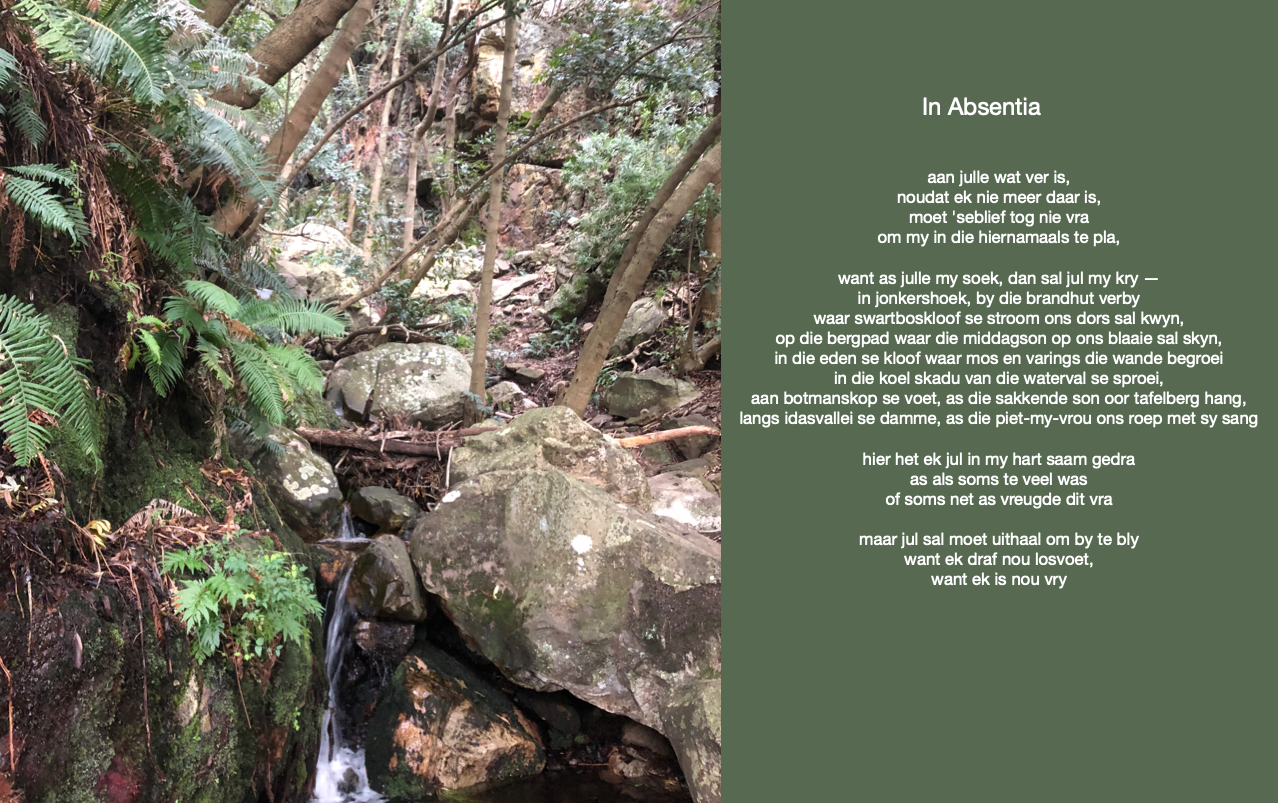 In Absentia
aan julle wat ver is,
noudat ek nie meer daar is,
moet 'seblief tog nie vra
om my in die hiernamaals te pla,
want as julle my soek, dan sal jul my kry —
in jonkershoek, by die brandhut verby
waar swartboskloof se stroom ons dors sal kwyn,
op die bergpad waar die middagson op ons blaaie sal skyn,
in die eden se kloof waar mos en varings die wande begroei
in die koel skadu van die waterval se sproei,
aan botmanskop se voet, as die sakkende son oor tafelberg hang,
langs idasvallei se damme, as die piet-my-vrou ons roep met sy sang
hier het ek jul in my hart saam gedra
as als soms te veel was
of soms net as vreugde dit vra
maar jul sal moet uithaal om by te bly
want ek draf nou losvoet,
want ek is nou vry